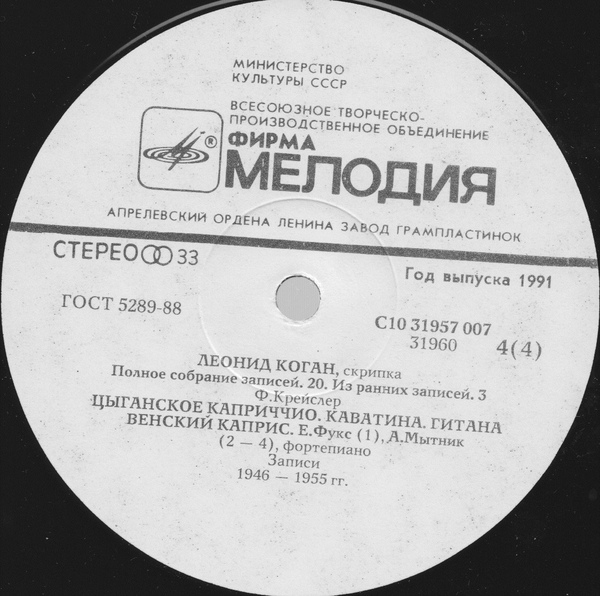 МИНИСТЕРСТВО
КУЛЬТУРЫ СССР
ВСЕСОЮЗНОЕ ТВОРЧЕСКО-
ПРОИЗВОДСТВЕННОЕ ОБЪЕДИНЕНИЕ
ФИРМА
®
МЕЛОДИЯ
АПРЕЛЕВСКИЙ ОРДЕНА ЛЕНИНА ЗАВОД ГРАМПЛАСТИНОК
СТЕРЕО 33
Год выпуска 1991
ГОСТ 5289-88
С10 31957 007
31960 4(4)
ЛЕОНИД КОГАН, скрипка
Полное собрание записей. 20. Из ранних записей. 3
Ф.Крейслер
ЦЫГАНСКОЕ КАПРИЧЧИО. КАВАТИНА. ГИТАНА
ВЕНСКИЙ КАПРИС. Е.Фукс (1), А.Мытник
(2 — 4), фортепиано
Записи
1946 — 1955 гг.